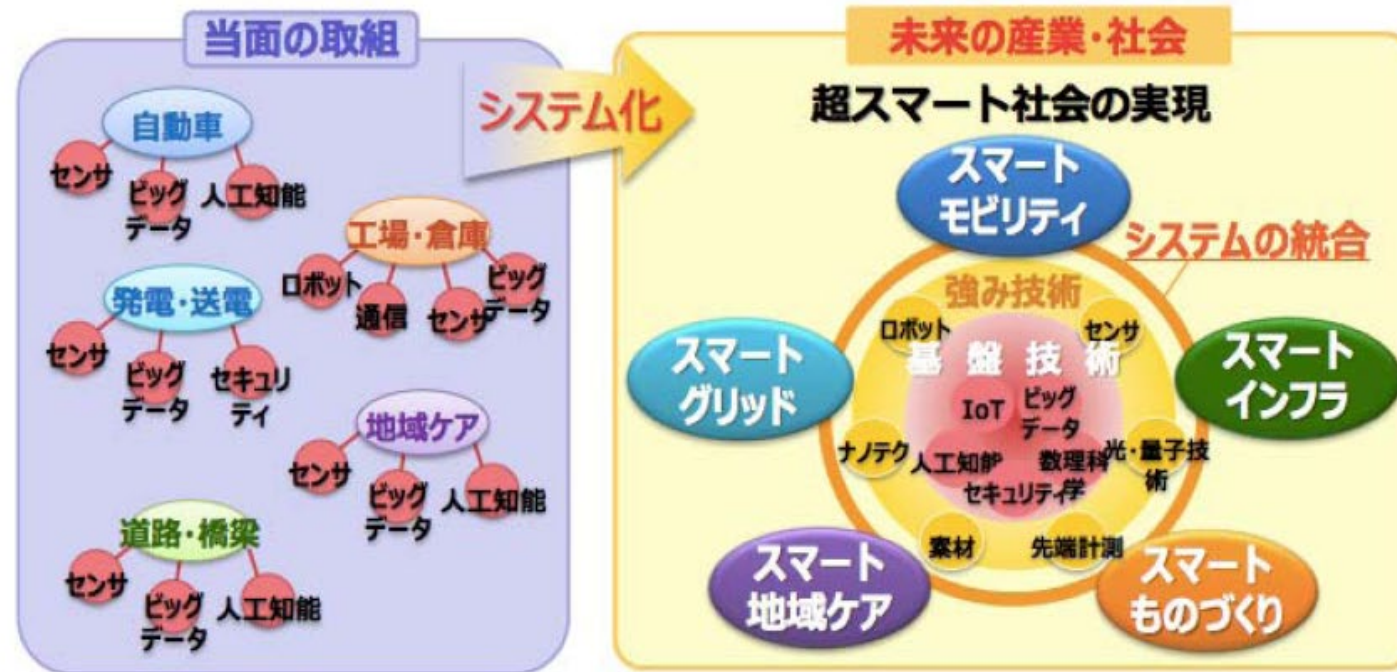 当面の取組
自動車
センサ
ビッグ
データ
人工知能
工場・倉庫
ロボット
通信
センサ
ビッグ
データ
発電・送電
センサ
ビッグ
データ
セキュリ
ティ
地域ケア
センサ
ビッグ
データ
人工知能
道路・橋梁
センサ
ビッグ
データ
人工知能
システム化
未来の産業・社会
超スマート社会の実現
スマート
モビリティ
システムの統合
強み技術
ロボット
センサ
基盤技術
IoT
ビッグ
データ
ナノテク
人工知能
数理科
学
光・量子技
術
セキュリティ
素材
先端計測
スマート
グリッド
スマート
インフラ
スマート
地域ケア
スマート
ものづくり